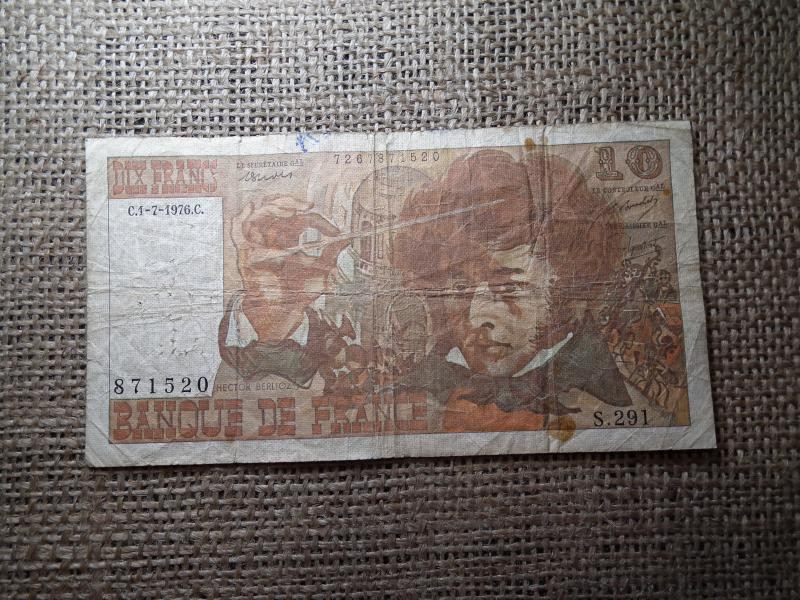 DIX FRANCS
LE SECRÉTAIRE GAL
7267871520
10
LE CONTROLEUR GAL
C.1-7-1976.C.
LE CAISSIER GAL
871520
HECTOR BERLIOZ
BANQUE DE FRANCE
S.291